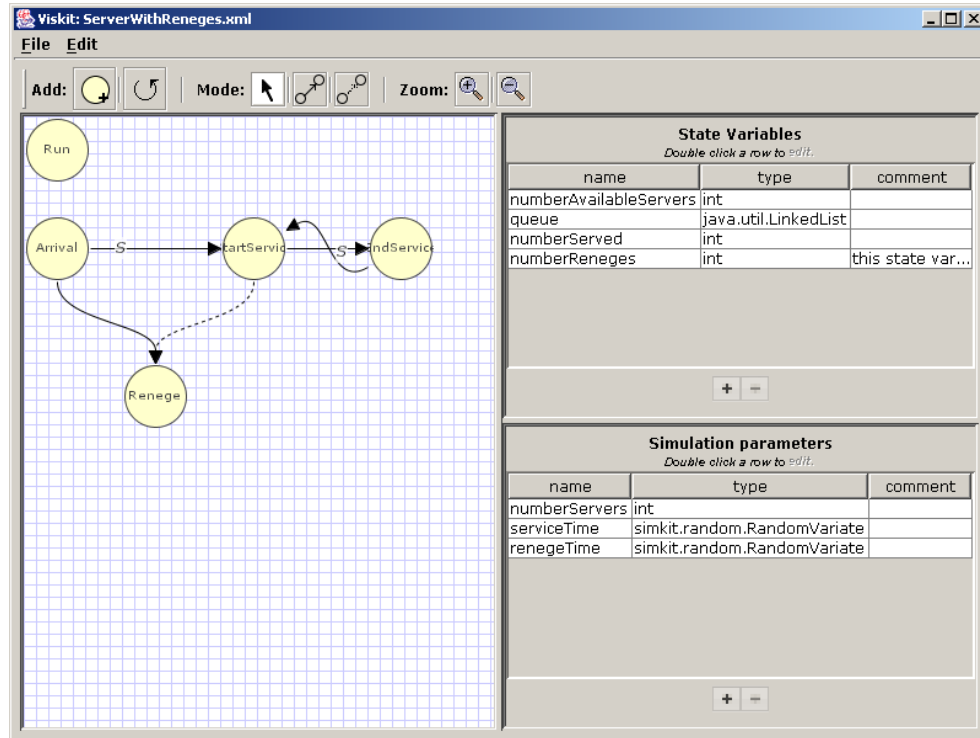 Viskit: ServerWithReneges.xml
File Edit
Add: Mode: Zoom:
Run
Arrival
S
tartServic
S
EndService
Renege
State Variables
Double click a row to edit.
name type comment
numberAvailableServers int
queue java.util.LinkedList
numberServed int
numberReneges int this state var...
+ −
Simulation parameters
Double click a row to edit.
name type comment
numberServers int
serviceTime simkit.random.RandomVariate
renegeTime simkit.random.RandomVariate
+ −